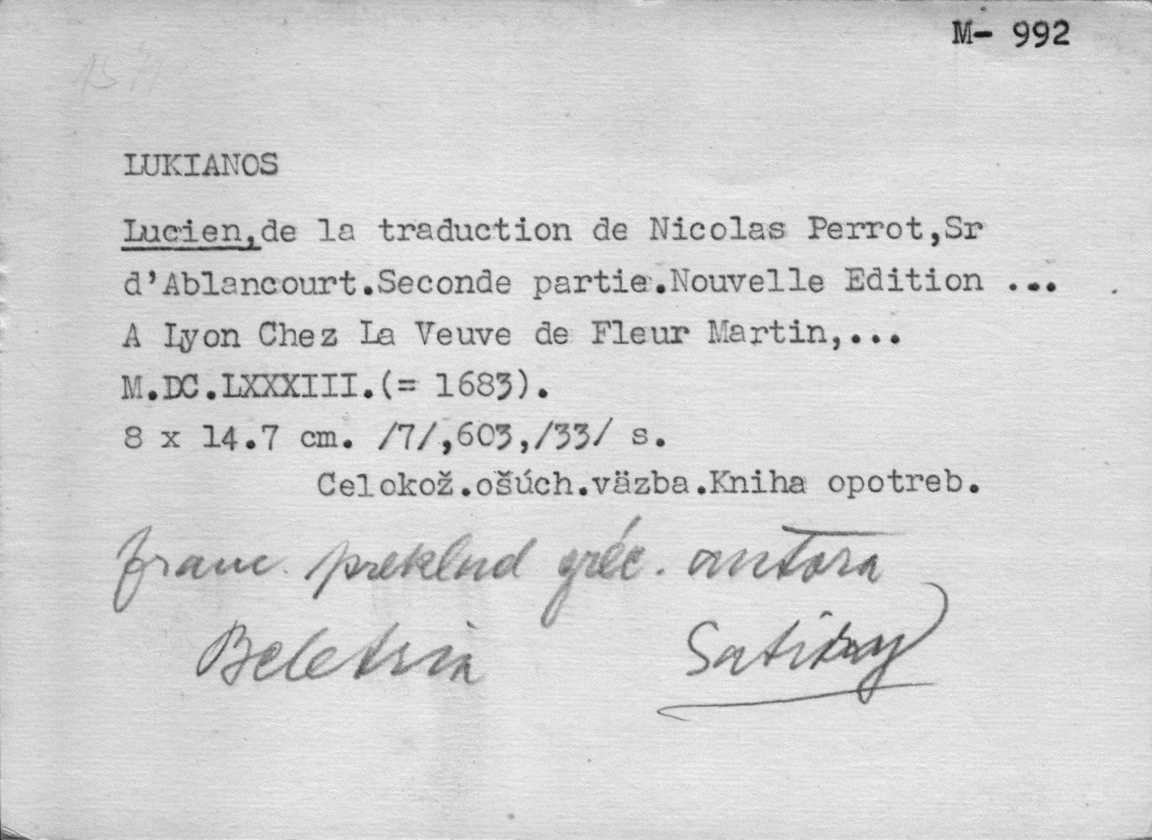 M- 992
LUKIANOS
Lucien,de la traduction de Nicolas Perrot,Sr
d'Ablancourt.Seconde partie.Nouvelle Edition ...
A Lyon Chez La Veuve de Fleur Martin,...
M.DC.LXXXIII.(= 1683).
8 x 14.7 cm. /7/,603,/33/ s.
Celokož.ošúch.väzba.Kniha opotreb.
franc. preklad gréc. autora
Beletria Satiry